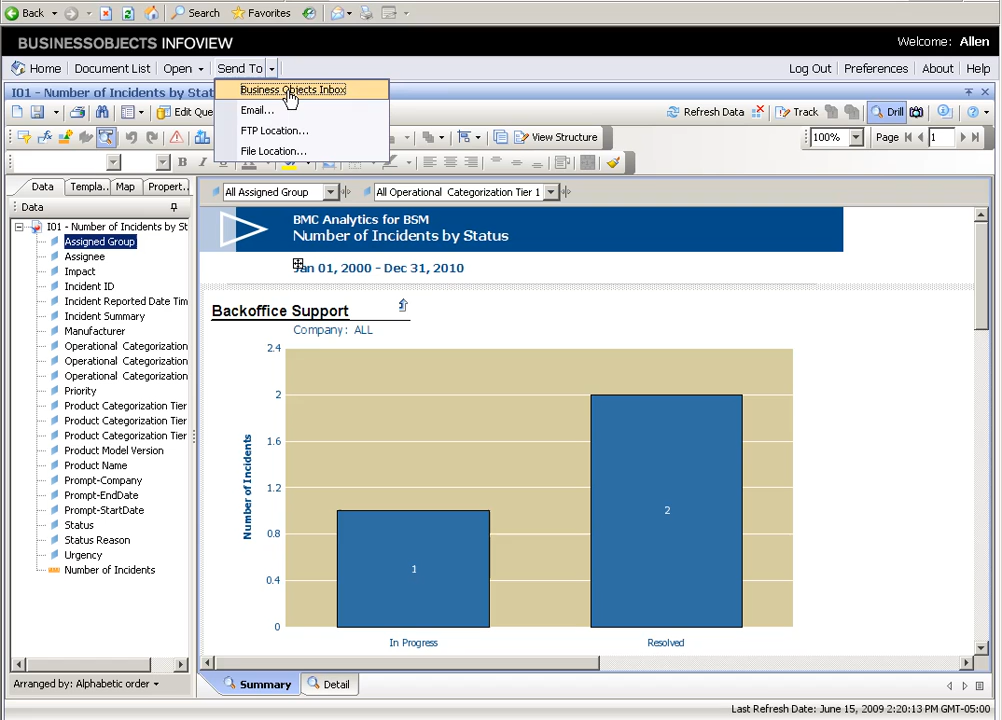 Back Search Favorites
BUSINESSOBJECTS INFOVIEW Welcome: Allen
Home Document List Open Send To Log Out Preferences About Help
I01 - Number of Incidents by Stat
Business Objects Inbox
Email...
FTP Location...
File Location...
Edit Que Refresh Data Track Drill
View Structure 100% Page 1
B I
Data Templa... Map Propert...
All Assigned Group All Operational Categorization Tier 1
Data
I01 - Number of Incidents by St
Assigned Group
Assignee
Impact
Incident ID
Incident Reported Date Tim
Incident Summary
Manufacturer
Operational Categorization
Operational Categorization
Operational Categorization
Priority
Product Categorization Tier
Product Categorization Tier
Product Categorization Tier
Product Model Version
Product Name
Prompt-Company
Prompt-EndDate
Prompt-StartDate
Status
Status Reason
Urgency
Number of Incidents
Arranged by: Alphabetic order
BMC Analytics for BSM
Number of Incidents by Status
Jan 01, 2000 - Dec 31, 2010
Backoffice Support
Company: ALL
Number of Incidents
2.4
2
1.6
1.2
0.8
0.4
0
1
2
In Progress Resolved
Summary Detail
Last Refresh Date: June 15, 2009 2:20:13 PM GMT-05:00